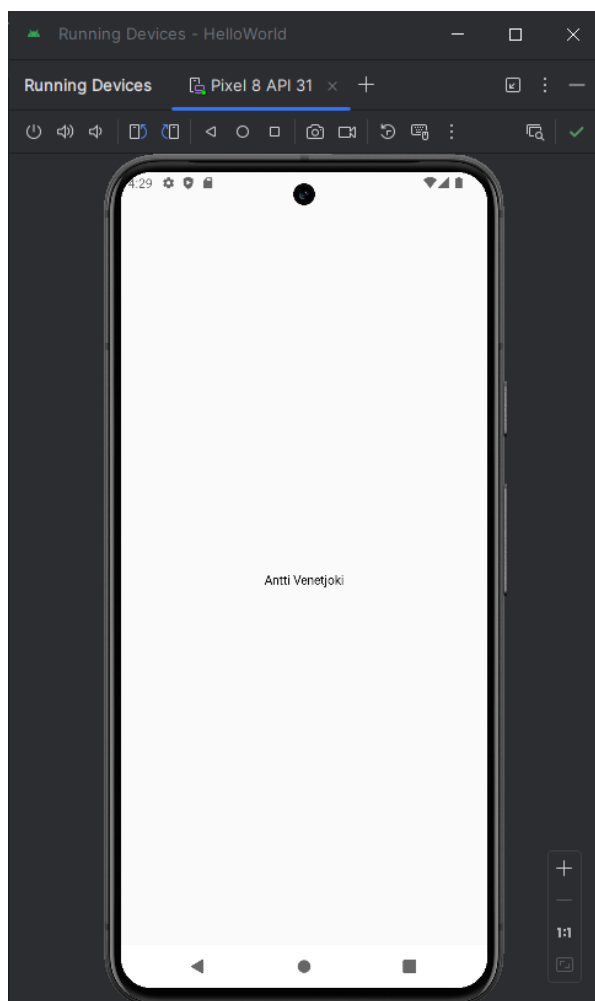 Running Devices - HelloWorld
Running Devices Pixel 8 API 31
4:29
Antti Venetjoki
1:1